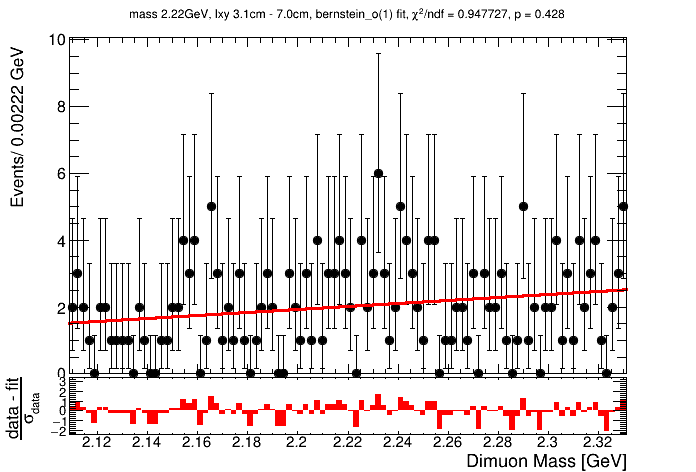 mass 2.22GeV, lxy 3.1cm - 7.0cm, bernstein_o(1) fit, χ²/ndf = 0.947727, p = 0.428
Events/ 0.00222 GeV
10
8
6
4
2
0
data - fit
σdata
3
2
1
0
−1
−2
2.12 2.14 2.16 2.18 2.2 2.22 2.24 2.26 2.28 2.3 2.32
Dimuon Mass [GeV]